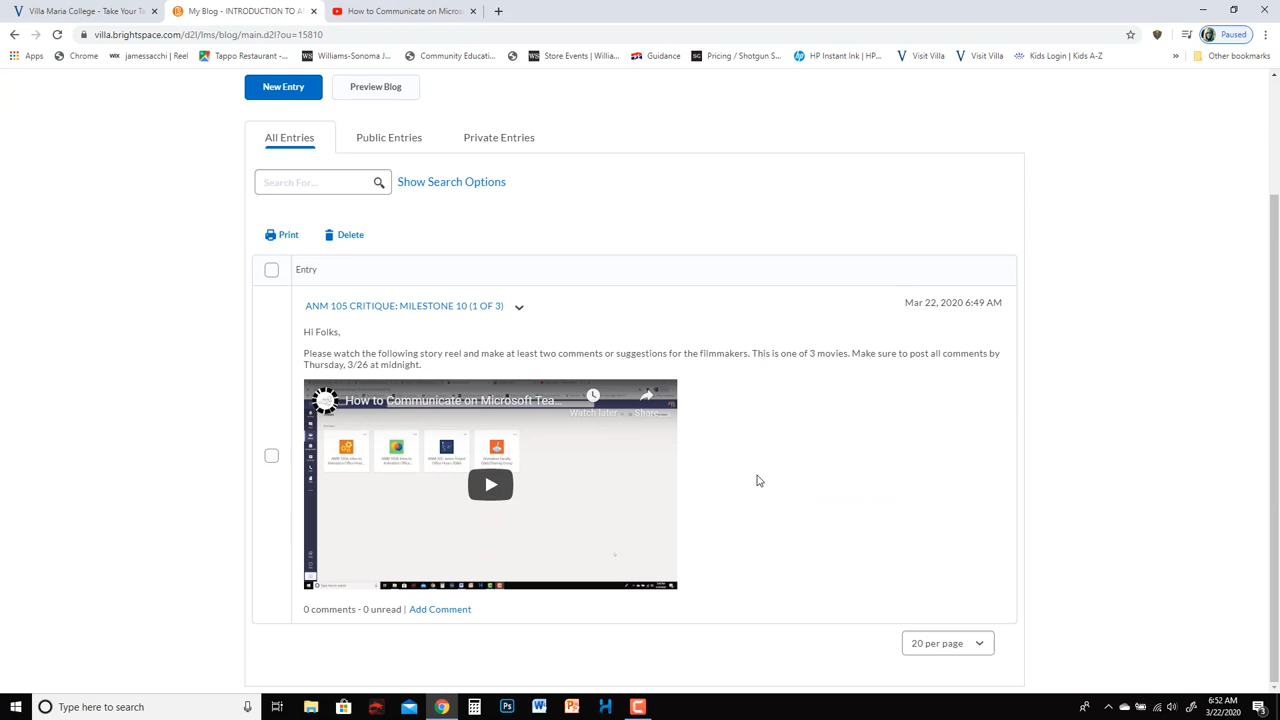 Villa Maria College - Take Your Ta
My Blog - INTRODUCTION TO A
How to Communicate on Microsof
villa.brightspace.com/d2l/lms/blog/main.d2l?ou=15810
Paused
Apps
Chrome
wix jamessacchi | Reel
Tappo Restaurant -...
Williams-Sonoma J...
Community Educati...
Store Events | Willia...
Guidance
SC Pricing / Shotgun S...
HP Instant Ink | HP...
Visit Villa
Visit Villa
Kids Login | Kids A-Z
Other bookmarks
New Entry
Preview Blog
All Entries
Public Entries
Private Entries
Search For...
Show Search Options
Print
Delete
Entry
ANM 105 CRITIQUE: MILESTONE 10 (1 OF 3)
Mar 22, 2020 6:49 AM
Hi Folks,
Please watch the following story reel and make at least two comments or suggestions for the filmmakers. This is one of 3 movies. Make sure to post all comments by
Thursday, 3/26 at midnight.
How to Communicate on Microsoft Tea...
Watch later
Share
0 comments - 0 unread | Add Comment
20 per page
Type here to search
6:52 AM
3/22/2020